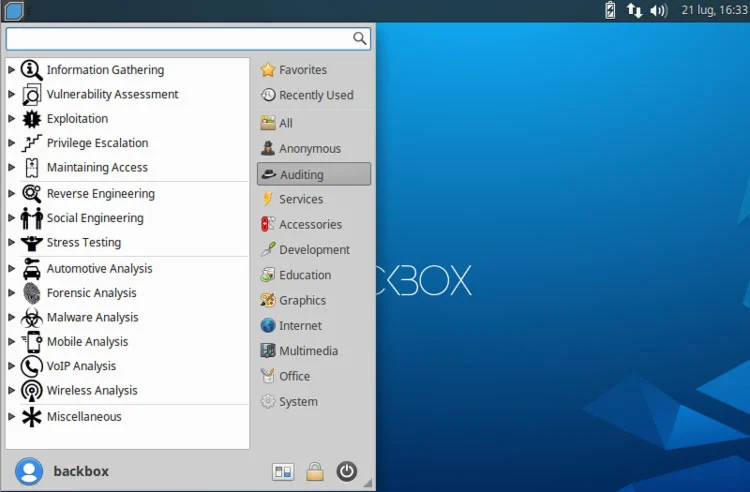 21 lug, 16:33
Information Gathering
Vulnerability Assessment
Exploitation
Privilege Escalation
Maintaining Access
Reverse Engineering
Social Engineering
Stress Testing
Automotive Analysis
Forensic Analysis
Malware Analysis
Mobile Analysis
VoIP Analysis
Wireless Analysis
Miscellaneous
Favorites
Recently Used
All
Anonymous
Auditing
Services
Accessories
Development
Education
Graphics
Internet
Multimedia
Office
System
backbox